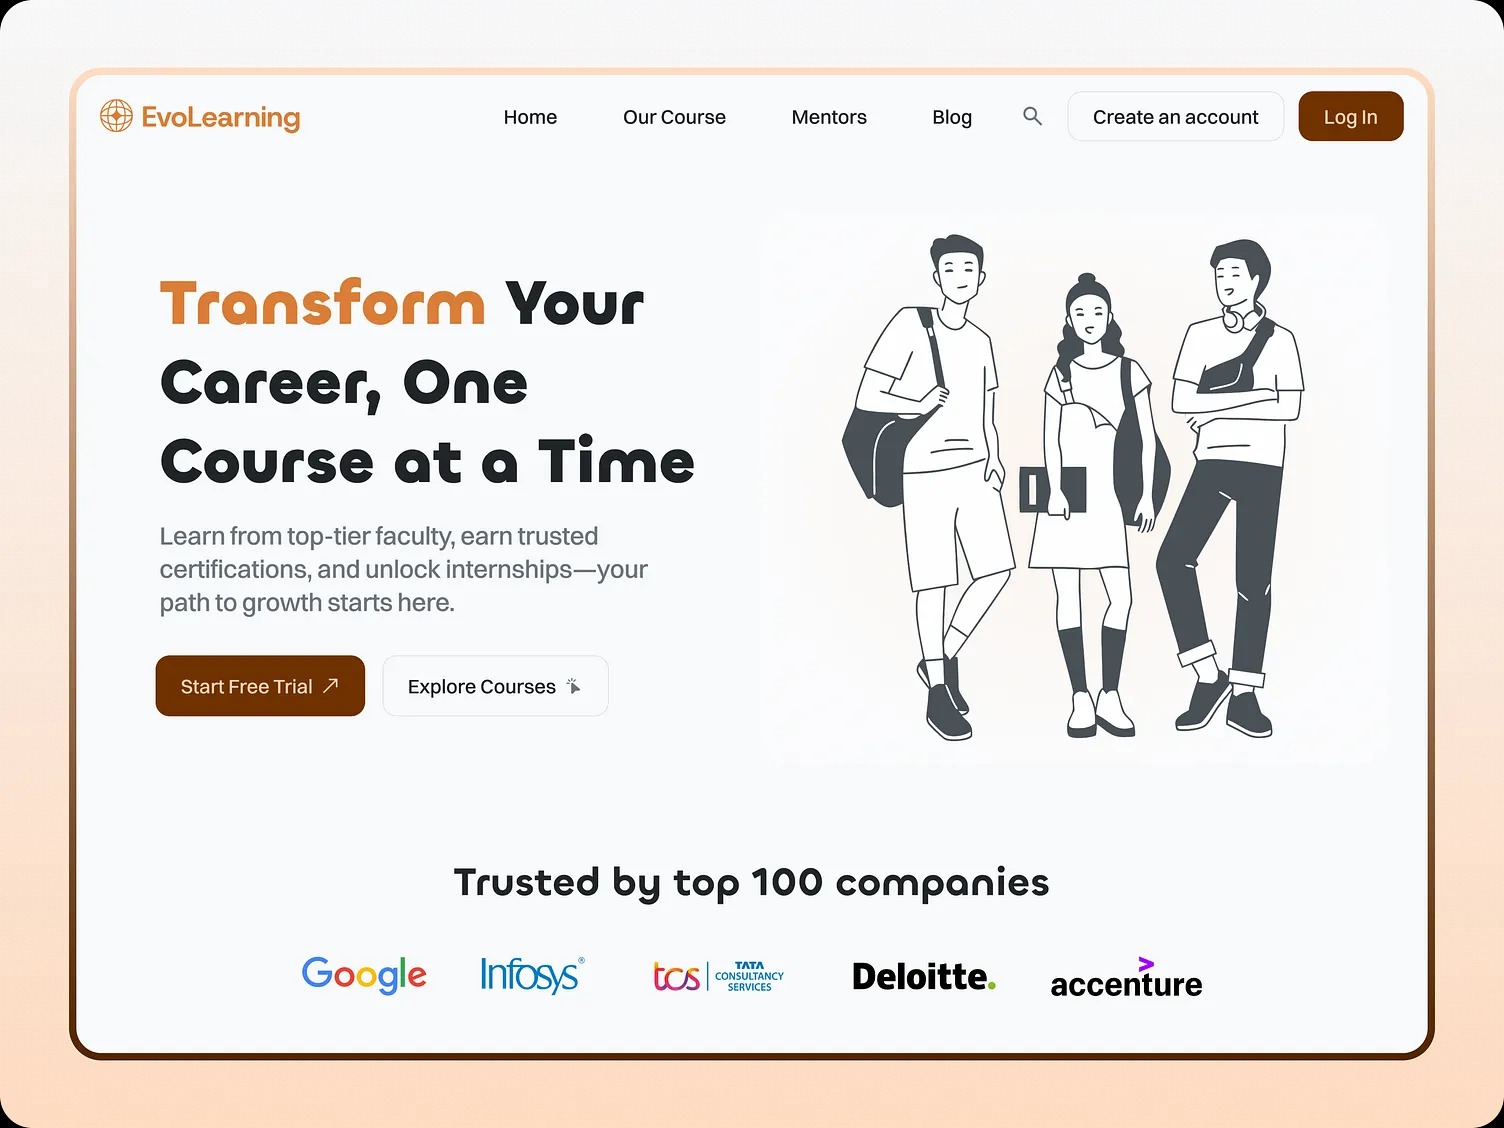 EvoLearning
Home
Our Course
Mentors
Blog
Create an account
Log In
Transform Your
Career, One
Course at a Time
Learn from top-tier faculty, earn trusted
certifications, and unlock internships—your
path to growth starts here.
Start Free Trial
Explore Courses
Trusted by top 100 companies
Google
Infosys®
tcs
TATA
CONSULTANCY
SERVICES
Deloitte.
accenture